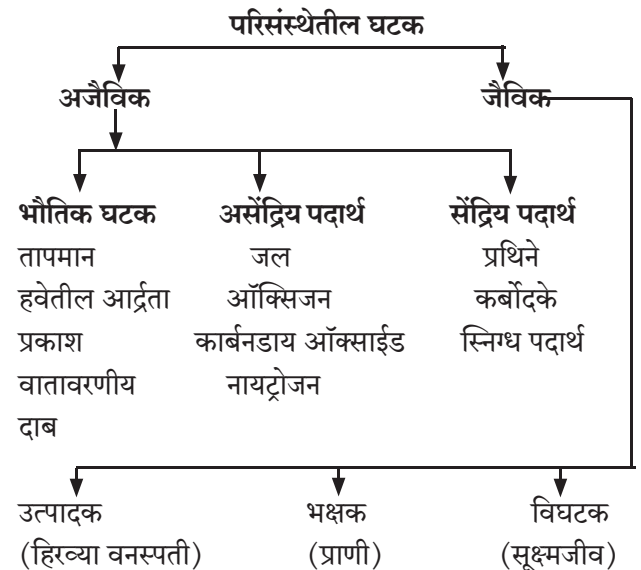 परिसंस्थेतील घटक
अजैविक
जैविक
भौतिक घटक
तापमान
हवेतील आर्द्रता
प्रकाश
वातावरणीय
दाब
असेंद्रिय पदार्थ
जल
ऑक्सिजन
कार्बनडाय ऑक्साईड
नायट्रोजन
सेंद्रिय पदार्थ
प्रथिने
कर्बोदके
स्निग्ध पदार्थ
उत्पादक
(हिरव्या वनस्पती)
भक्षक
(प्राणी)
विघटक
(सूक्ष्मजीव)